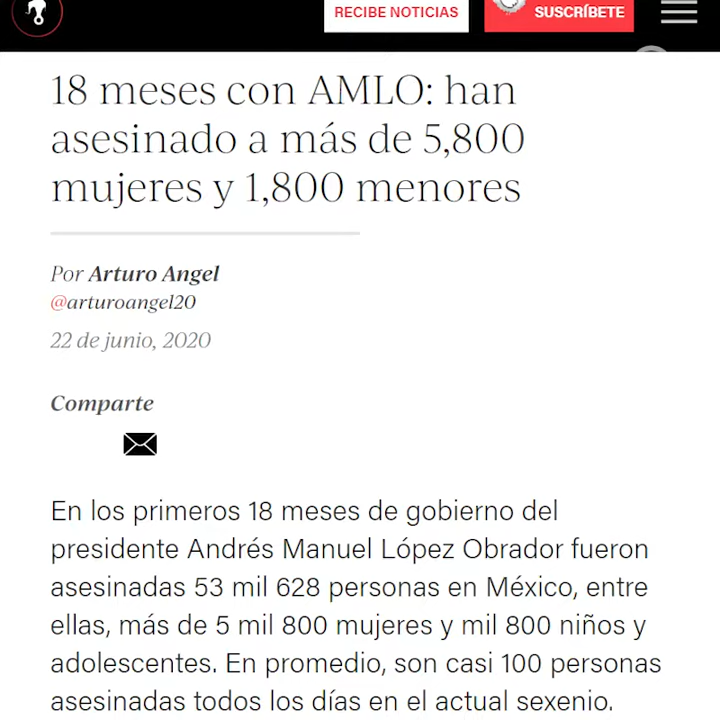 RECIBE NOTICIAS
SUSCRÍBETE
18 meses con AMLO: han
asesinado a más de 5,800
mujeres y 1,800 menores
Por Arturo Angel
@arturoangel20
22 de junio, 2020
Comparte
En los primeros 18 meses de gobierno del
presidente Andrés Manuel López Obrador fueron
asesinadas 53 mil 628 personas en México, entre
ellas, más de 5 mil 800 mujeres y mil 800 niños y
adolescentes. En promedio, son casi 100 personas
asesinadas todos los días en el actual sexenio.